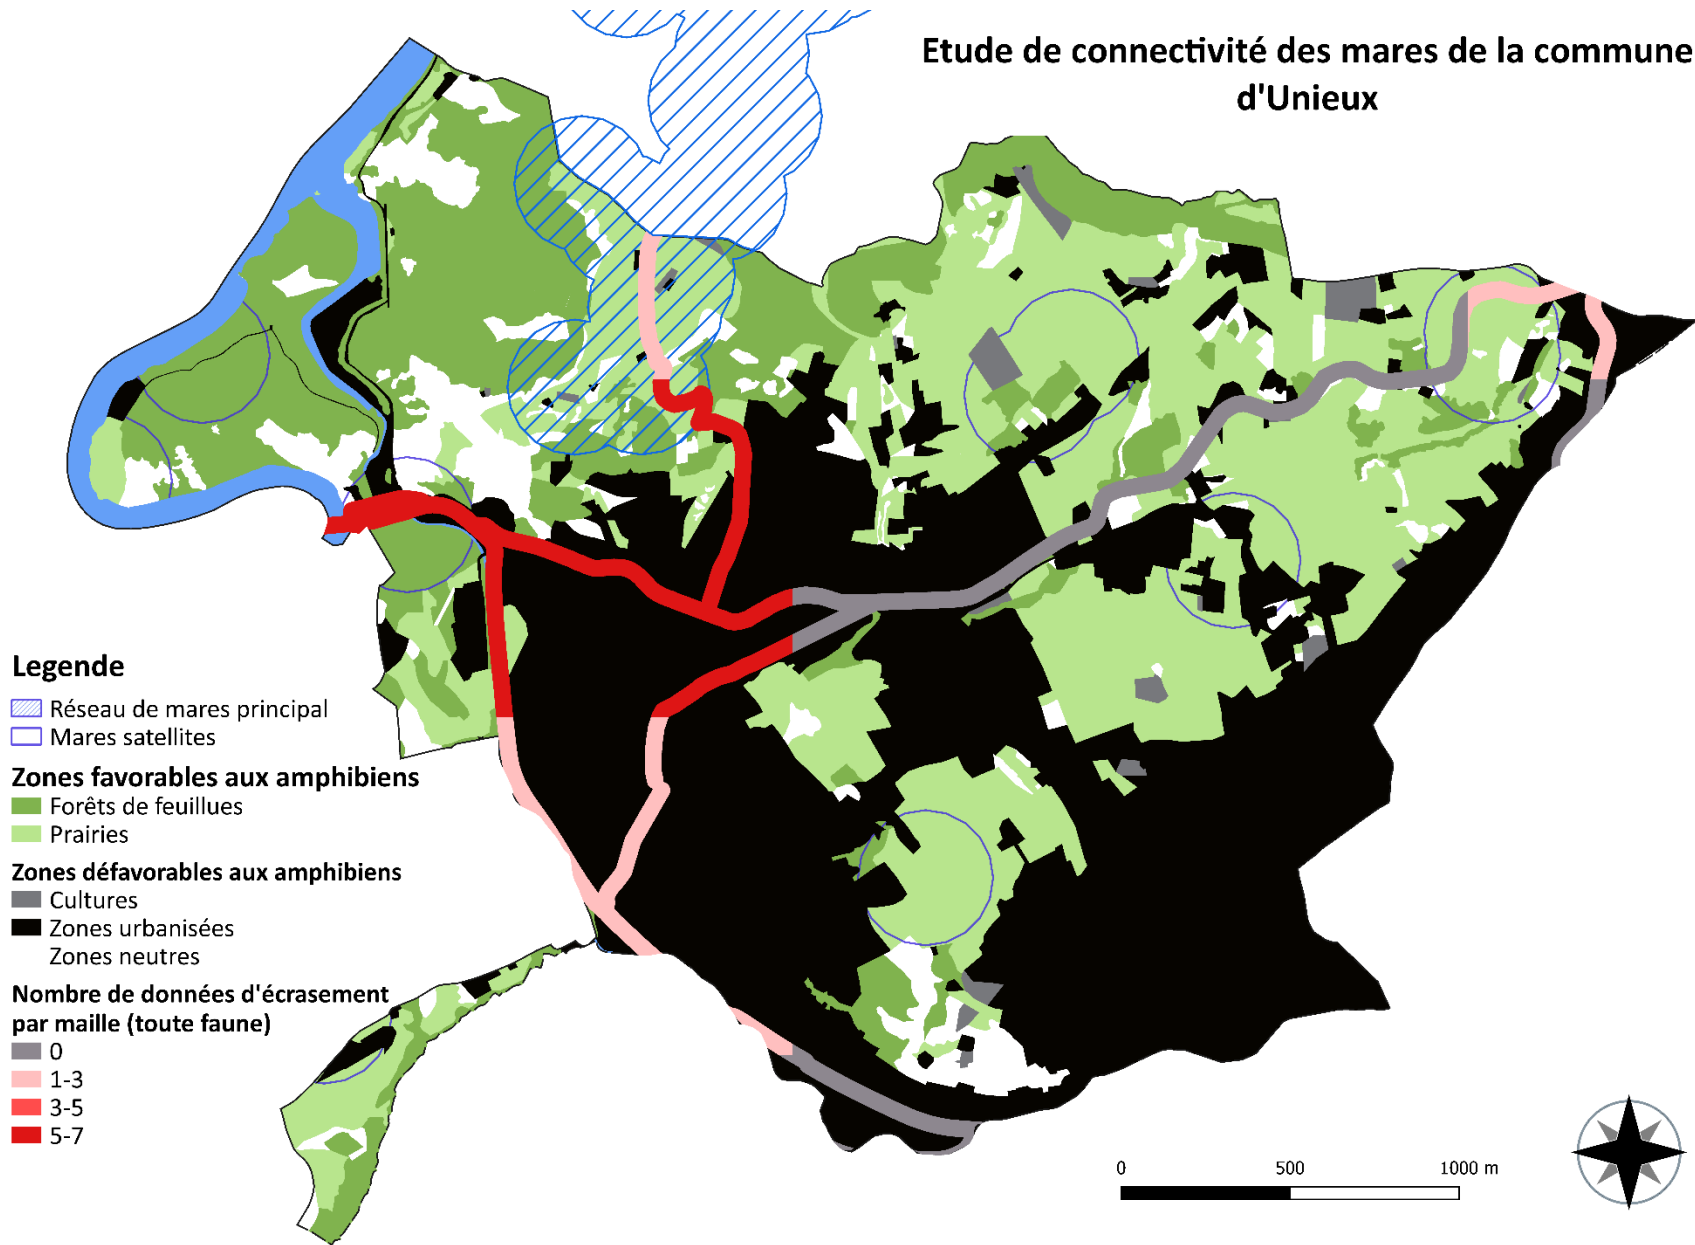 Etude de connectivité des mares de la commune
d'Unieux
Legende
Réseau de mares principal
Mares satellites
Zones favorables aux amphibiens
Forêts de feuillues
Prairies
Zones défavorables aux amphibiens
Cultures
Zones urbanisées
Zones neutres
Nombre de données d'écrasement
par maille (toute faune)
0
1-3
3-5
5-7
0 500 1000 m